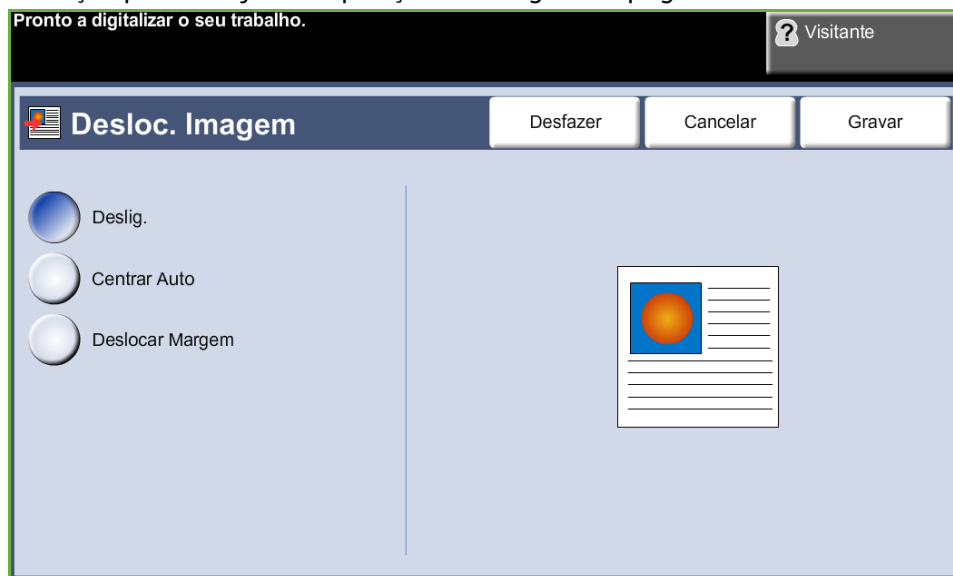 Pronto a digitalizar o seu trabalho.
? Visitante
Desloc. Imagem
Desfazer
Cancelar
Gravar
Deslig.
Centrar Auto
Deslocar Margem